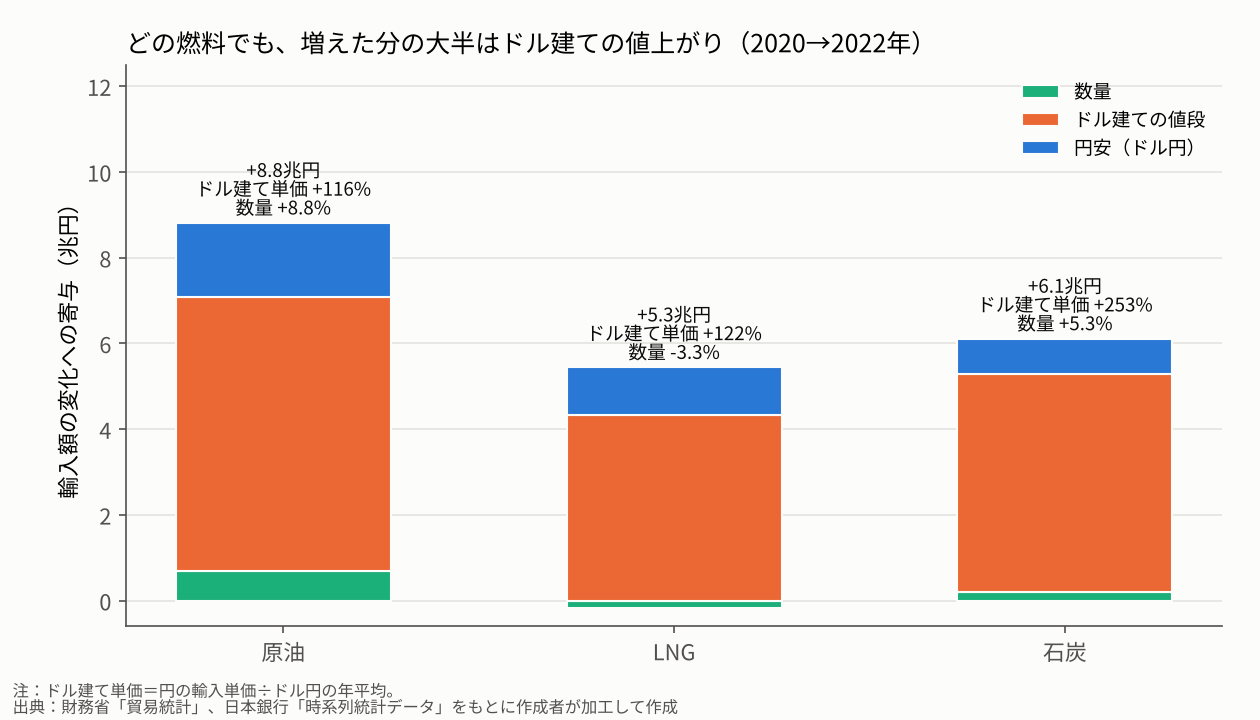 どの燃料でも、増えた分の大半はドル建ての値上がり（2020→2022年）
輸入額の変化への寄与（兆円）
12
10
8
6
4
2
0
数量
ドル建ての値段
円安（ドル円）
+8.8兆円
ドル建て単価 +116%
数量 +8.8%
+5.3兆円
ドル建て単価 +122%
数量 -3.3%
+6.1兆円
ドル建て単価 +253%
数量 +5.3%
原油
LNG
石炭
注：ドル建て単価＝円の輸入単価÷ドル円の年平均。
出典：財務省「貿易統計」、日本銀行「時系列統計データ」をもとに作成者が加工して作成